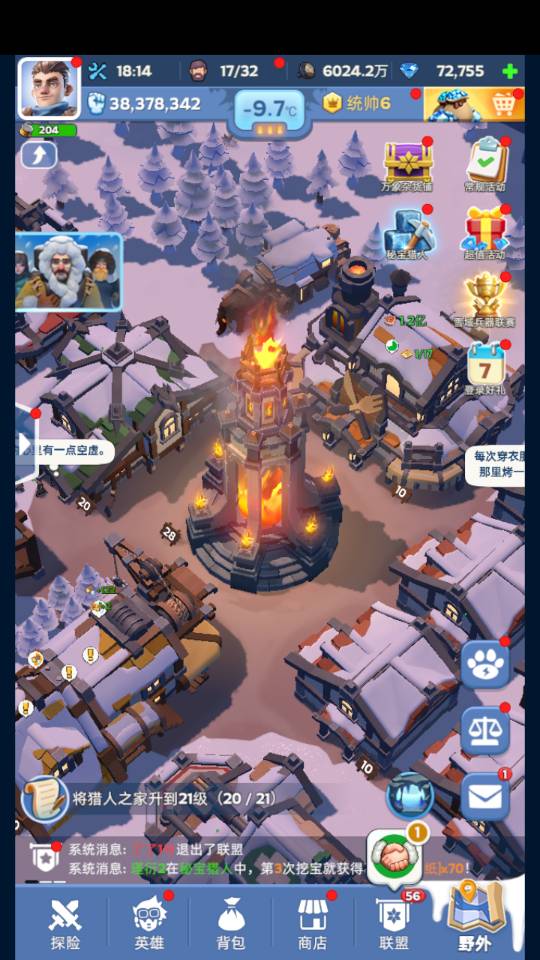 18:14
17/32
6024.2万
72,755
38,378,342
-9.7℃
统帅6
204
万象杂货铺
常规活动
秘宝猎人
超值活动
雪域兵器联赛
1.2亿
1/17
7
登录好礼
里有一点空虚。
每次穿衣服
那里烤一
20
10
28
10
将猎人之家升到21级（20 / 21）
1
1
系统消息: 退出了联盟
系统消息: 在秘宝猎人中，第3次挖宝就获得 纸]x70!
56
探险
英雄
背包
商店
联盟
野外